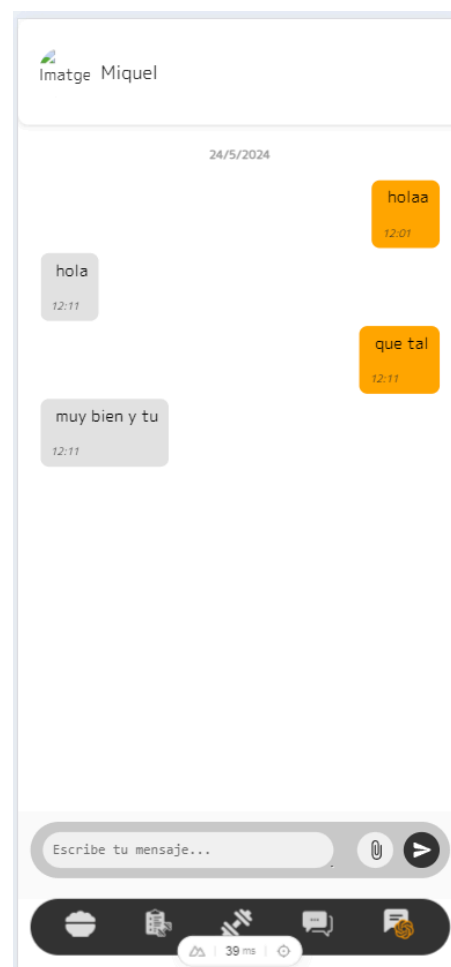 Imatge Miquel
24/5/2024
holaa
12:01
hola
12:11
que tal
12:11
muy bien y tu
12:11
Escribe tu mensaje...
39 ms